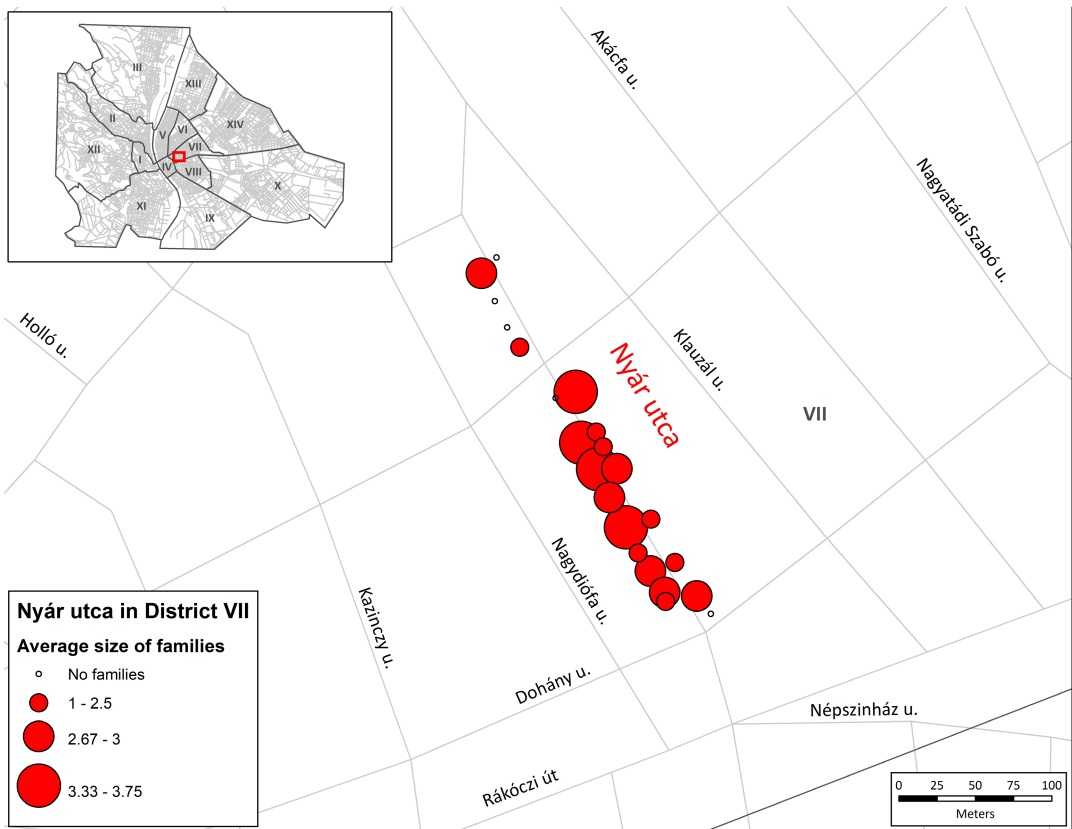 III
XIII
II
V
VI
XIV
XII
VII
I
IV
VIII
X
XI
IX
Akácfa u.
Nagyatádi Szabó u.
Holló u.
Klauzál u.
Nyár utca
VII
Nagydiófa u.
Kazinczy u.
Dohány u.
Népszinház u.
Rákóczi út
Nyár utca in District VII
Average size of families
No families
1 - 2.5
2.67 - 3
3.33 - 3.75
0 25 50 75 100
Meters